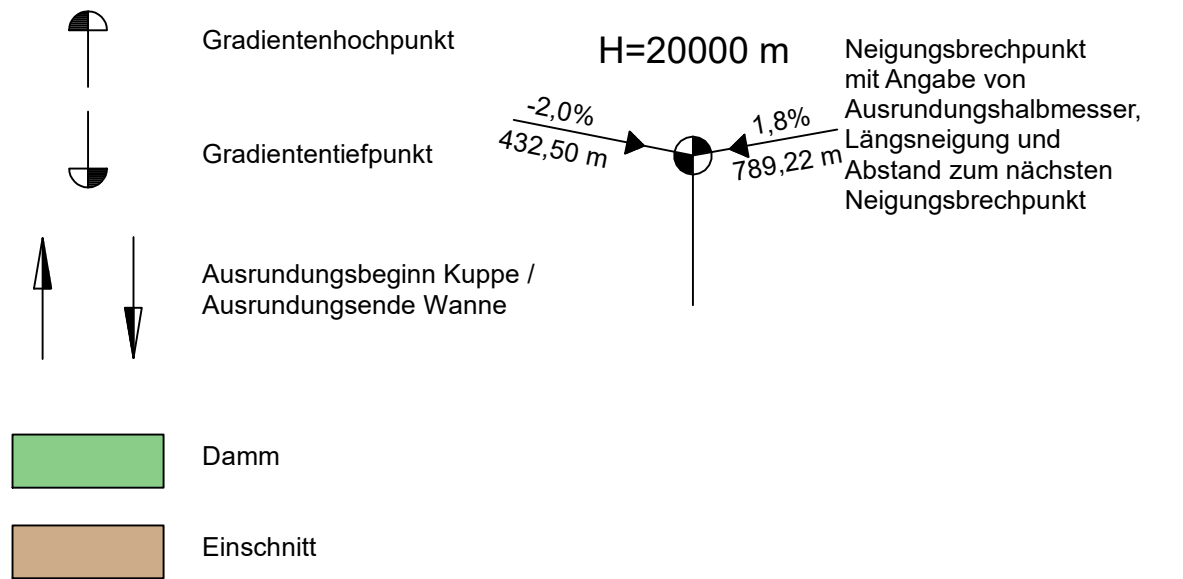 Gradientenhochpunkt
Gradiententiefpunkt
Ausrundungsbeginn Kuppe /
Ausrundungsende Wanne
Damm
Einschnitt
H=20000 m
-2,0%
432,50 m
1,8%
789,22 m
Neigungsbrechpunkt
mit Angabe von
Ausrundungshalbmesser,
Längsneigung und
Abstand zum nächsten
Neigungsbrechpunkt